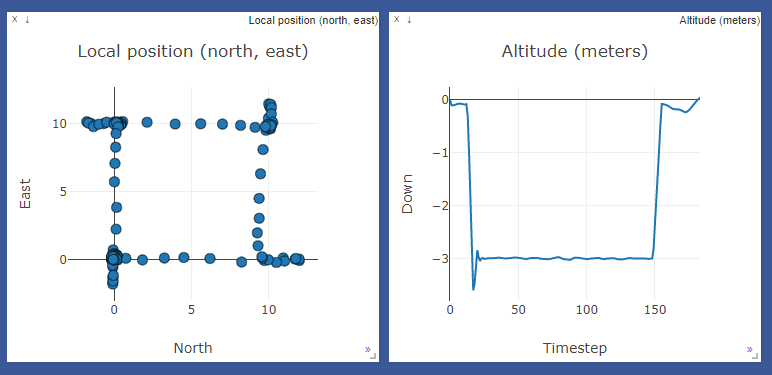 X ↓ Local position (north, east)
Local position (north, east)
10
5
0
East
0 5 10
North
»
X ↓ Altitude (meters)
Altitude (meters)
0
−1
−2
−3
Down
0 50 100 150
Timestep
»